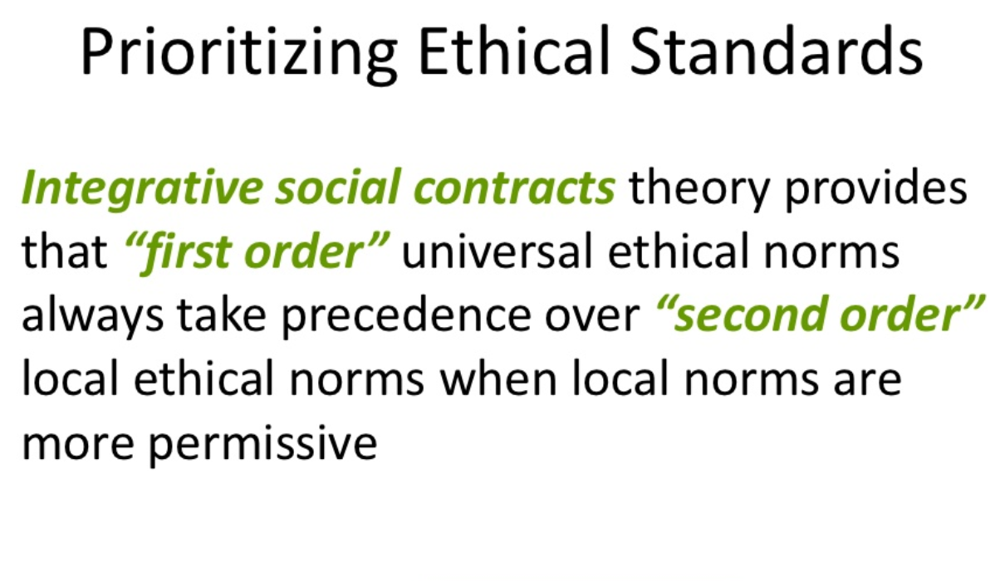 Prioritizing Ethical Standards
Integrative social contracts theory provides
that “first order” universal ethical norms
always take precedence over “second order”
local ethical norms when local norms are
more permissive